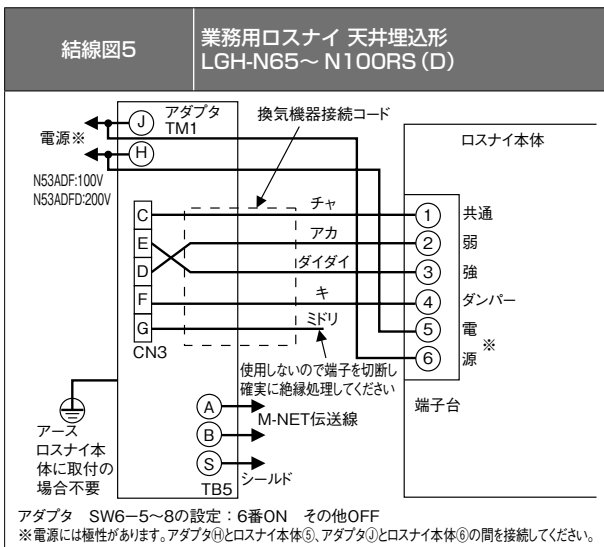 結線図5
業務用ロスナイ 天井埋込形
LGH-N65～N100RS(D)
アダプタ
TM1
換気機器接続コード
ロスナイ本体
J
電源※
H
N53ADF:100V
N53ADFD:200V
C
チャ
1
共通
E
アカ
2
弱
D
ダイダイ
3
強
F
キ
4
ダンパー
G
ミドリ
5
電
※
CN3
6
源
使用しないので端子を切断し
確実に絶縁処理してください
端子台
A
M-NET伝送線
B
アース
ロスナイ本
体に取付の
場合不要
S
シールド
TB5
アダプタ SW6−5～8の設定：6番ON その他OFF
※電源には極性があります。アダプタⒽとロスナイ本体⑤、アダプタⒿとロスナイ本体⑥の間を接続してください。